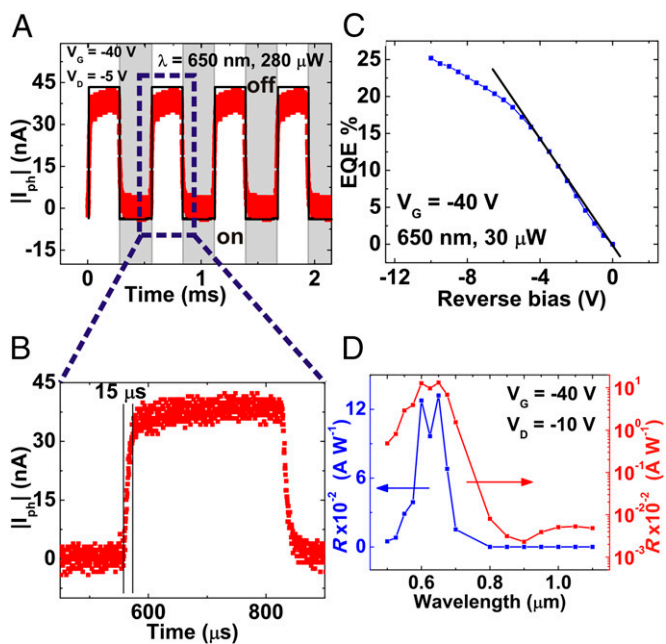 A
V_G = -40 V
V_D = -5 V
λ = 650 nm, 280 μW
off
on
45
30
15
0
-15
|I_ph| (nA)
0 1 2
Time (ms)
B
15 μs
45
30
15
0
|I_ph| (nA)
600 800
Time (μs)
C
25
20
15
10
5
0
EQE %
V_G = -40 V
650 nm, 30 μW
-12 -8 -4 0
Reverse bias (V)
D
V_G = -40 V
V_D = -10 V
12
9
6
3
0
R x10⁻² (A W⁻¹)
10¹
10⁰
10⁻¹
10⁻²
10⁻³
R x10⁻² (A W⁻¹)
0.6 0.8 1.0
Wavelength (μm)